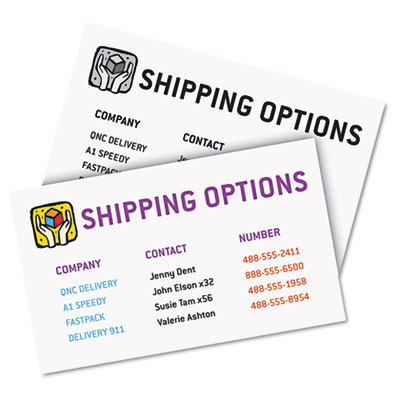 SHIPPING OPTIONS
COMPANY CONTACT
QNC DELIVERY
A1 SPEEDY
FASTPACK
SHIPPING OPTIONS
COMPANY CONTACT NUMBER
QNC DELIVERY Jenny Dent 488-555-2411
A1 SPEEDY John Elson x32 888-555-6500
FASTPACK Susie Tam x56 488-555-1958
DELIVERY 911 Valerie Ashton 488-555-8954